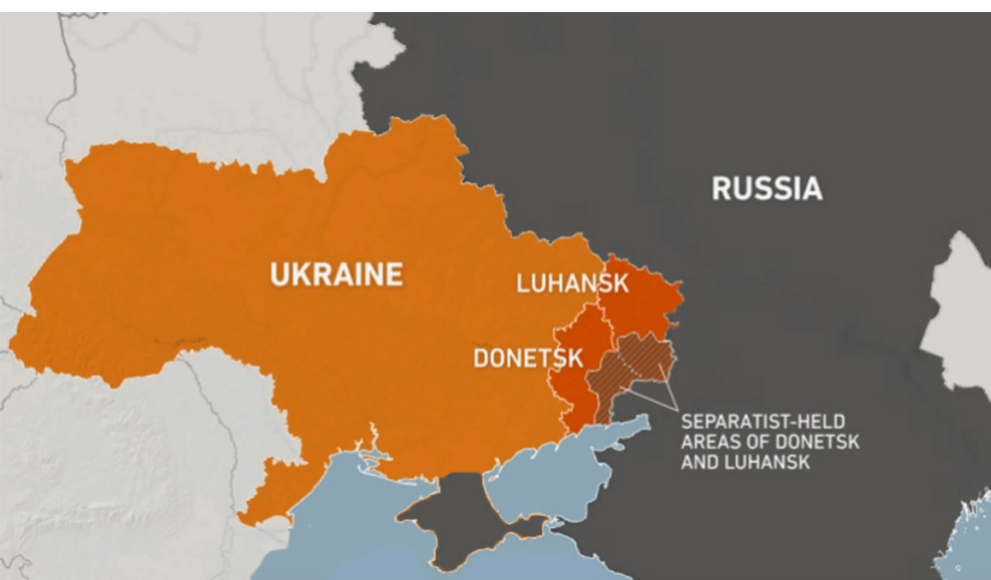 RUSSIA
UKRAINE
LUHANSK
DONETSK
SEPARATIST-HELD
AREAS OF DONETSK
AND LUHANSK